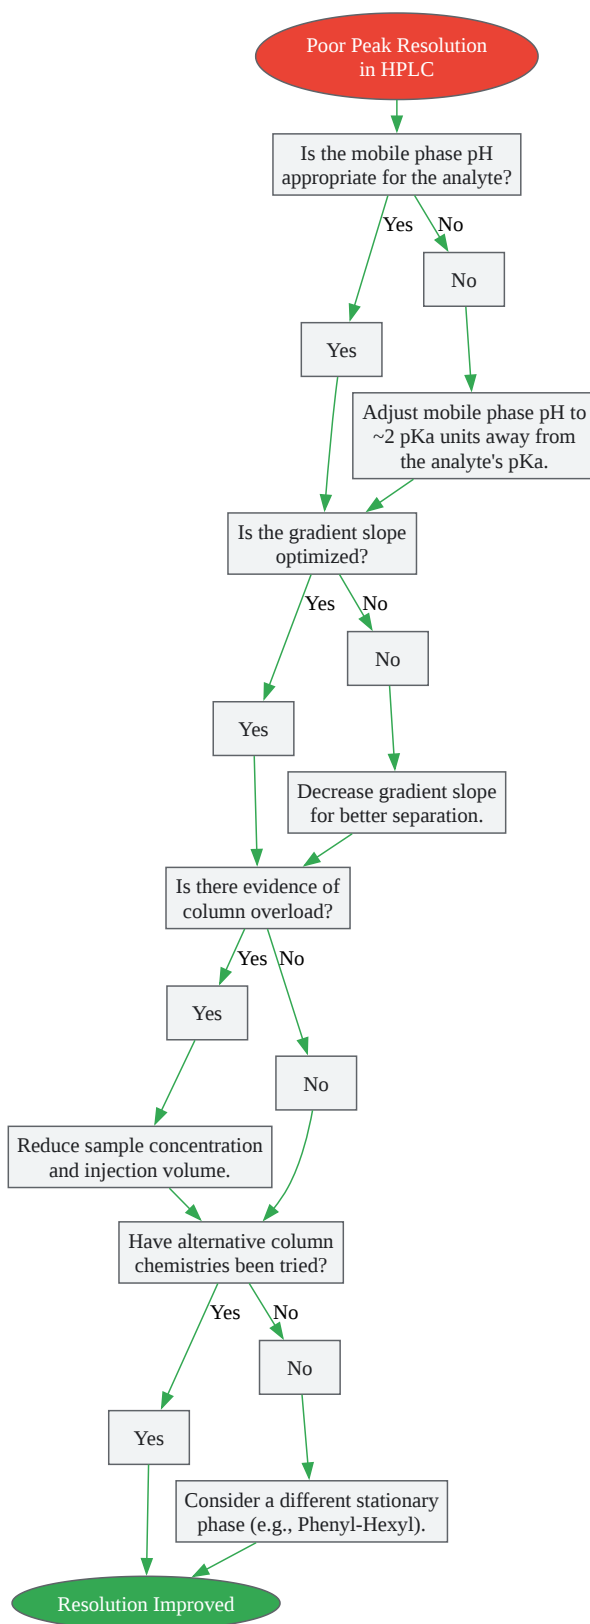 Poor Peak Resolution
in HPLC
Is the mobile phase pH
appropriate for the analyte?
Yes
No
No
Yes
Adjust mobile phase pH to
~2 pKa units away from
the analyte's pKa.
Is the gradient slope
optimized?
Yes
No
No
Yes
Decrease gradient slope
for better separation.
Is there evidence of
column overload?
Yes
No
Yes
No
Reduce sample concentration
and injection volume.
Have alternative column
chemistries been tried?
Yes
No
No
Yes
Consider a different stationary
phase (e.g., Phenyl-Hexyl).
Resolution Improved